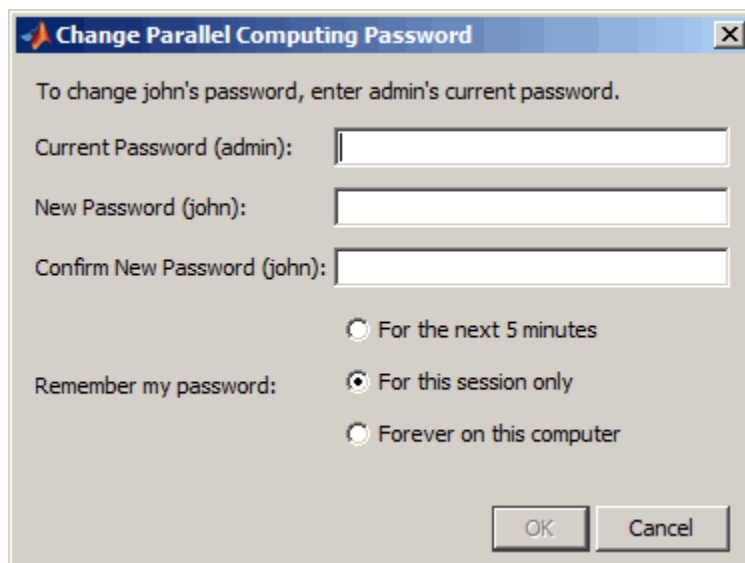 Change Parallel Computing Password
To change john's password, enter admin's current password.
Current Password (admin):
New Password (john):
Confirm New Password (john):
For the next 5 minutes
Remember my password:
For this session only
Forever on this computer
OK Cancel